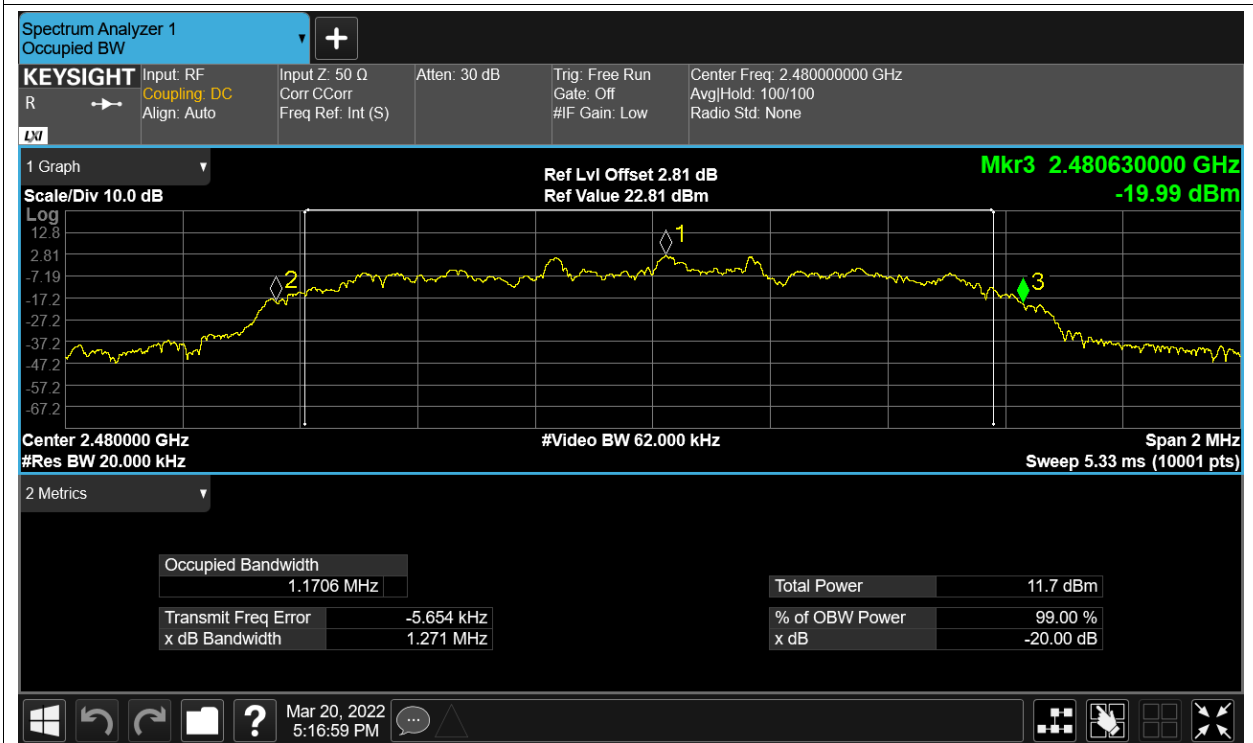 Spectrum Analyzer 1
Occupied BW
KEYSIGHT
R
LXI
Input: RF
Coupling: DC
Align: Auto
Input Z: 50 Ω
Corr CCorr
Freq Ref: Int (S)
Atten: 30 dB
Trig: Free Run
Gate: Off
#IF Gain: Low
Center Freq: 2.480000000 GHz
Avg|Hold: 100/100
Radio Std: None
1 Graph
Scale/Div 10.0 dB
Ref Lvl Offset 2.81 dB
Ref Value 22.81 dBm
Mkr3 2.480630000 GHz
-19.99 dBm
Log
12.8
2.81
-7.19
-17.2
-27.2
-37.2
-47.2
-57.2
-67.2
1
2
3
Center 2.480000 GHz
#Res BW 20.000 kHz
#Video BW 62.000 kHz
Span 2 MHz
Sweep 5.33 ms (10001 pts)
2 Metrics
Occupied Bandwidth
1.1706 MHz
Transmit Freq Error -5.654 kHz
x dB Bandwidth 1.271 MHz
Total Power 11.7 dBm
% of OBW Power 99.00 %
x dB -20.00 dB
?
Mar 20, 2022
5:16:59 PM